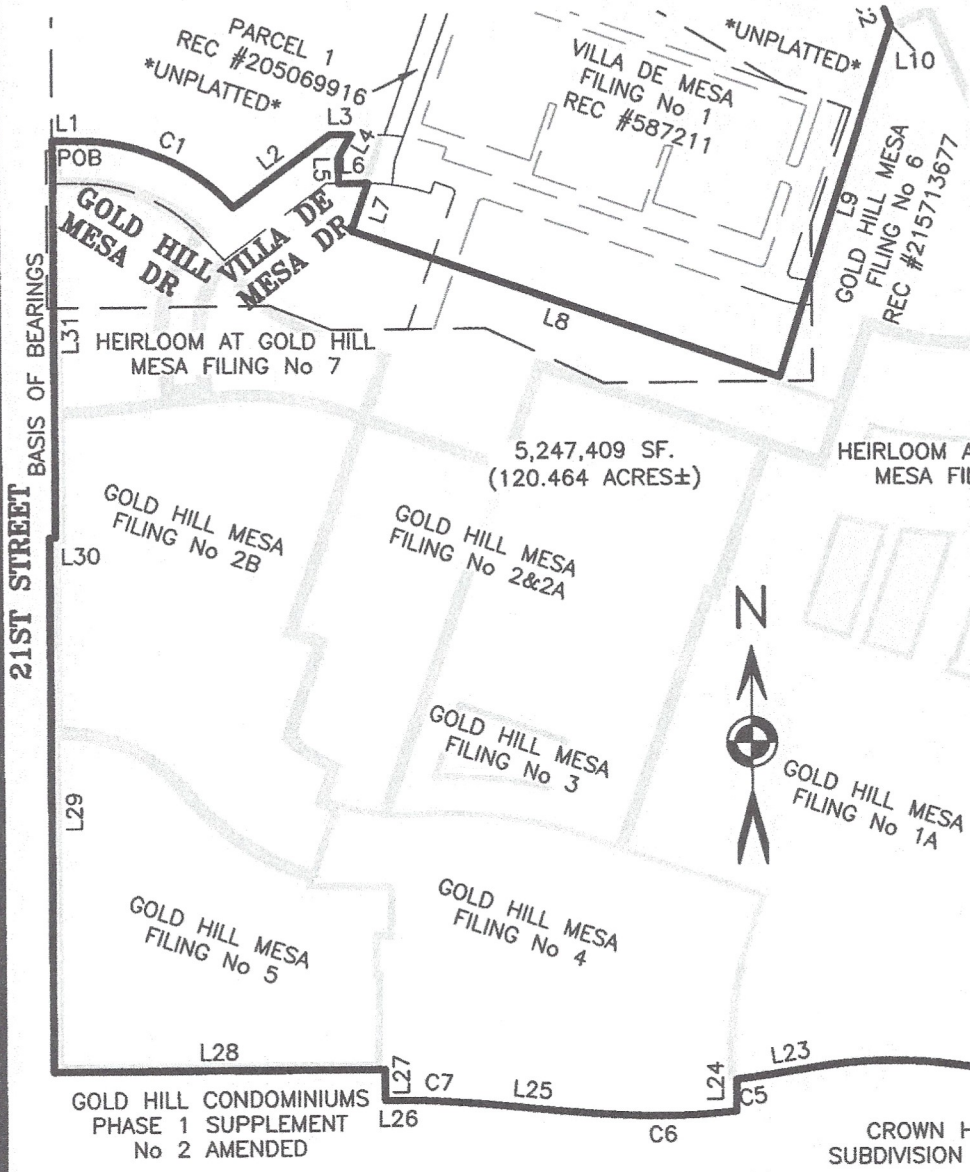 PARCEL 1
REC #205069916
*UNPLATTED*
VILLA DE MESA
FILING No 1
REC #587211
*UNPLATTED*
L10
L1
POB
C1
L2
L3
L4
L5
L6
L7
L8
L9
GOLD HILL MESA
FILING No 6
REC #215713677
GOLD HILL
MESA DR
VILLA DE
MESA DR
L31
BASIS OF BEARINGS
21ST STREET
HEIRLOOM AT GOLD HILL
MESA FILING No 7
5,247,409 SF.
(120.464 ACRES±)
HEIRLOOM A
MESA FIL
GOLD HILL MESA
FILING No 2B
GOLD HILL MESA
FILING No 2&2A
L30
N
GOLD HILL MESA
FILING No 3
GOLD HILL MESA
FILING No 1A
L29
GOLD HILL MESA
FILING No 5
GOLD HILL MESA
FILING No 4
L28
L27
C7
L26
L25
C6
L24
C5
L23
GOLD HILL CONDOMINIUMS
PHASE 1 SUPPLEMENT
No 2 AMENDED
CROWN H
SUBDIVISION